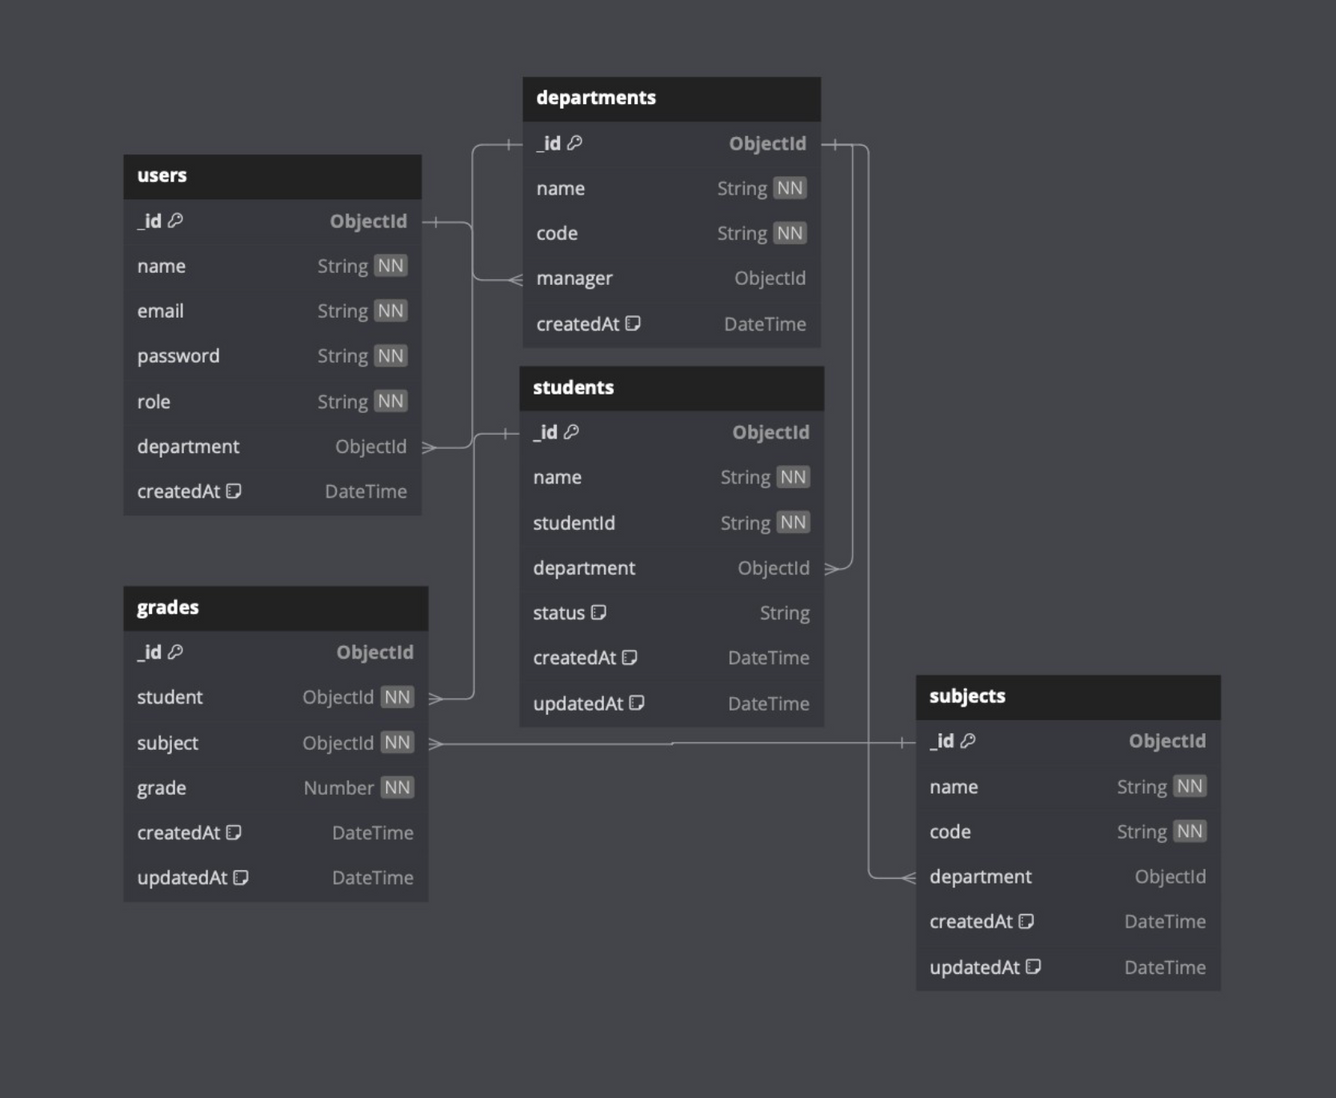 departments
_id ObjectId
name String NN
code String NN
manager ObjectId
createdAt DateTime
users
_id ObjectId
name String NN
email String NN
password String NN
role String NN
department ObjectId
createdAt DateTime
students
_id ObjectId
name String NN
studentId String NN
department ObjectId
status String
createdAt DateTime
updatedAt DateTime
grades
_id ObjectId
student ObjectId NN
subject ObjectId NN
grade Number NN
createdAt DateTime
updatedAt DateTime
subjects
_id ObjectId
name String NN
code String NN
department ObjectId
createdAt DateTime
updatedAt DateTime